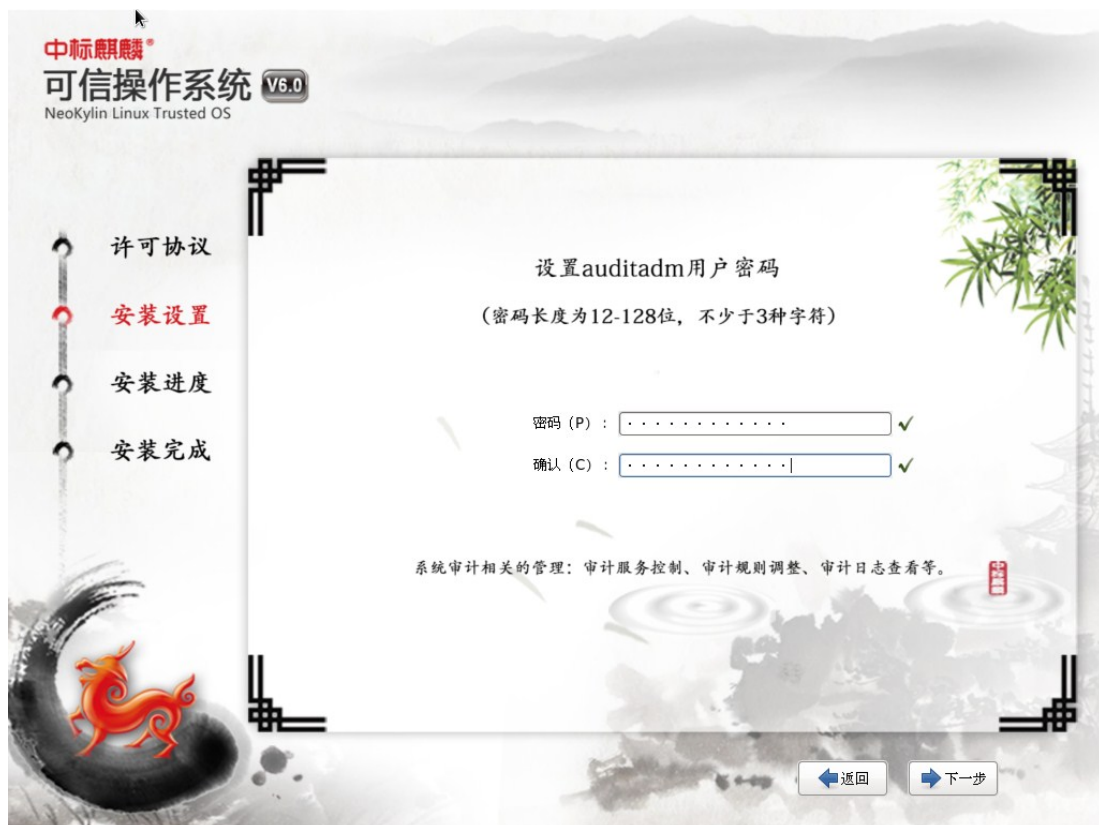 中标麒麟®
可信操作系统 V6.0
NeoKylin Linux Trusted OS
许可协议
安装设置
安装进度
安装完成
设置auditadm用户密码
(密码长度为12-128位，不少于3种字符)
密码（P）:
确认（C）:
系统审计相关的管理：审计服务控制、审计规则调整、审计日志查看等。
中标麒麟
返回
下一步